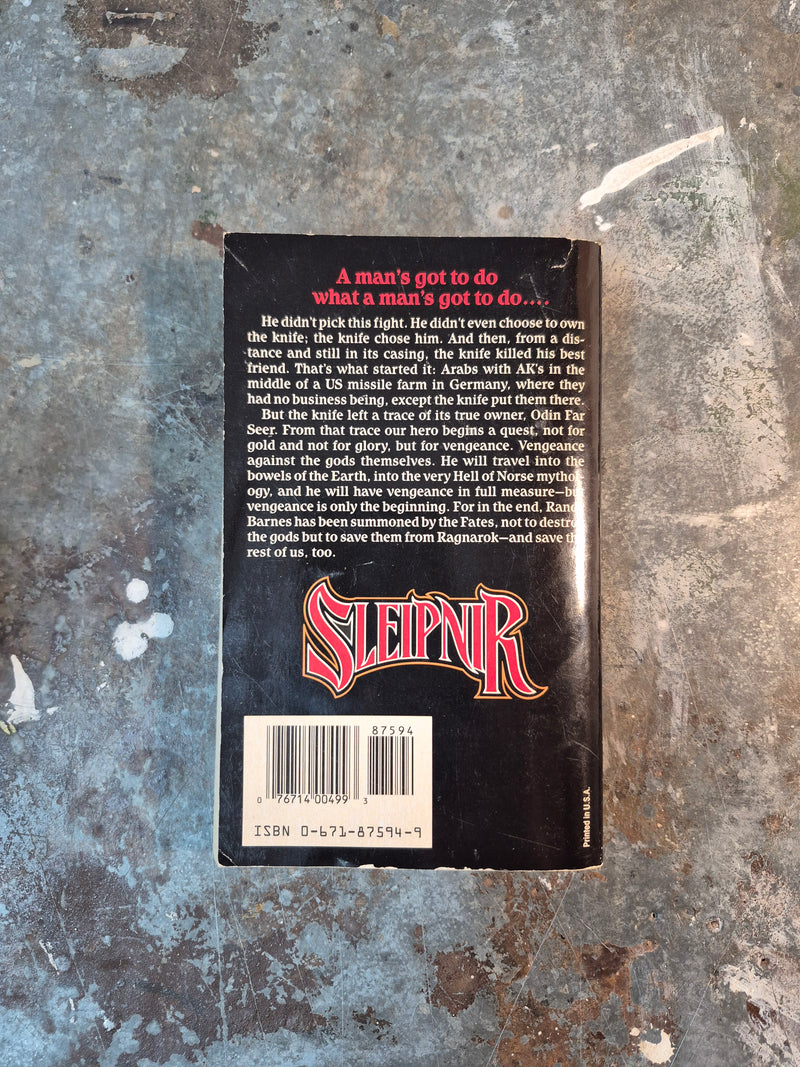 A man's got to do
what a man's got to do....
He didn't pick this fight. He didn't even choose to own
the knife; the knife chose him. And then, from a dis-
tance and still in its casing, the knife killed his best
friend. That's what started it: Arabs with AK's in the
middle of a US missile farm in Germany, where they
had no business being, except the knife put them there.
But the knife left a trace of its true owner, Odin Far
Seer. From that trace our hero begins a quest, not for
gold and not for glory, but for vengeance. Vengeance
against the gods themselves. He will travel into the
bowels of the Earth, into the very Hell of Norse mythol-
ogy, and he will have vengeance in full measure—but
vengeance is only the beginning. For in the end,
Barnes has been summoned by the Fates, not to destroy
the gods but to save them from Ragnarok—and save the
rest of us, too.
SLEIPNIR
87594
0 76714 00499 3
ISBN 0-671-87594-9
Printed in U.S.A.